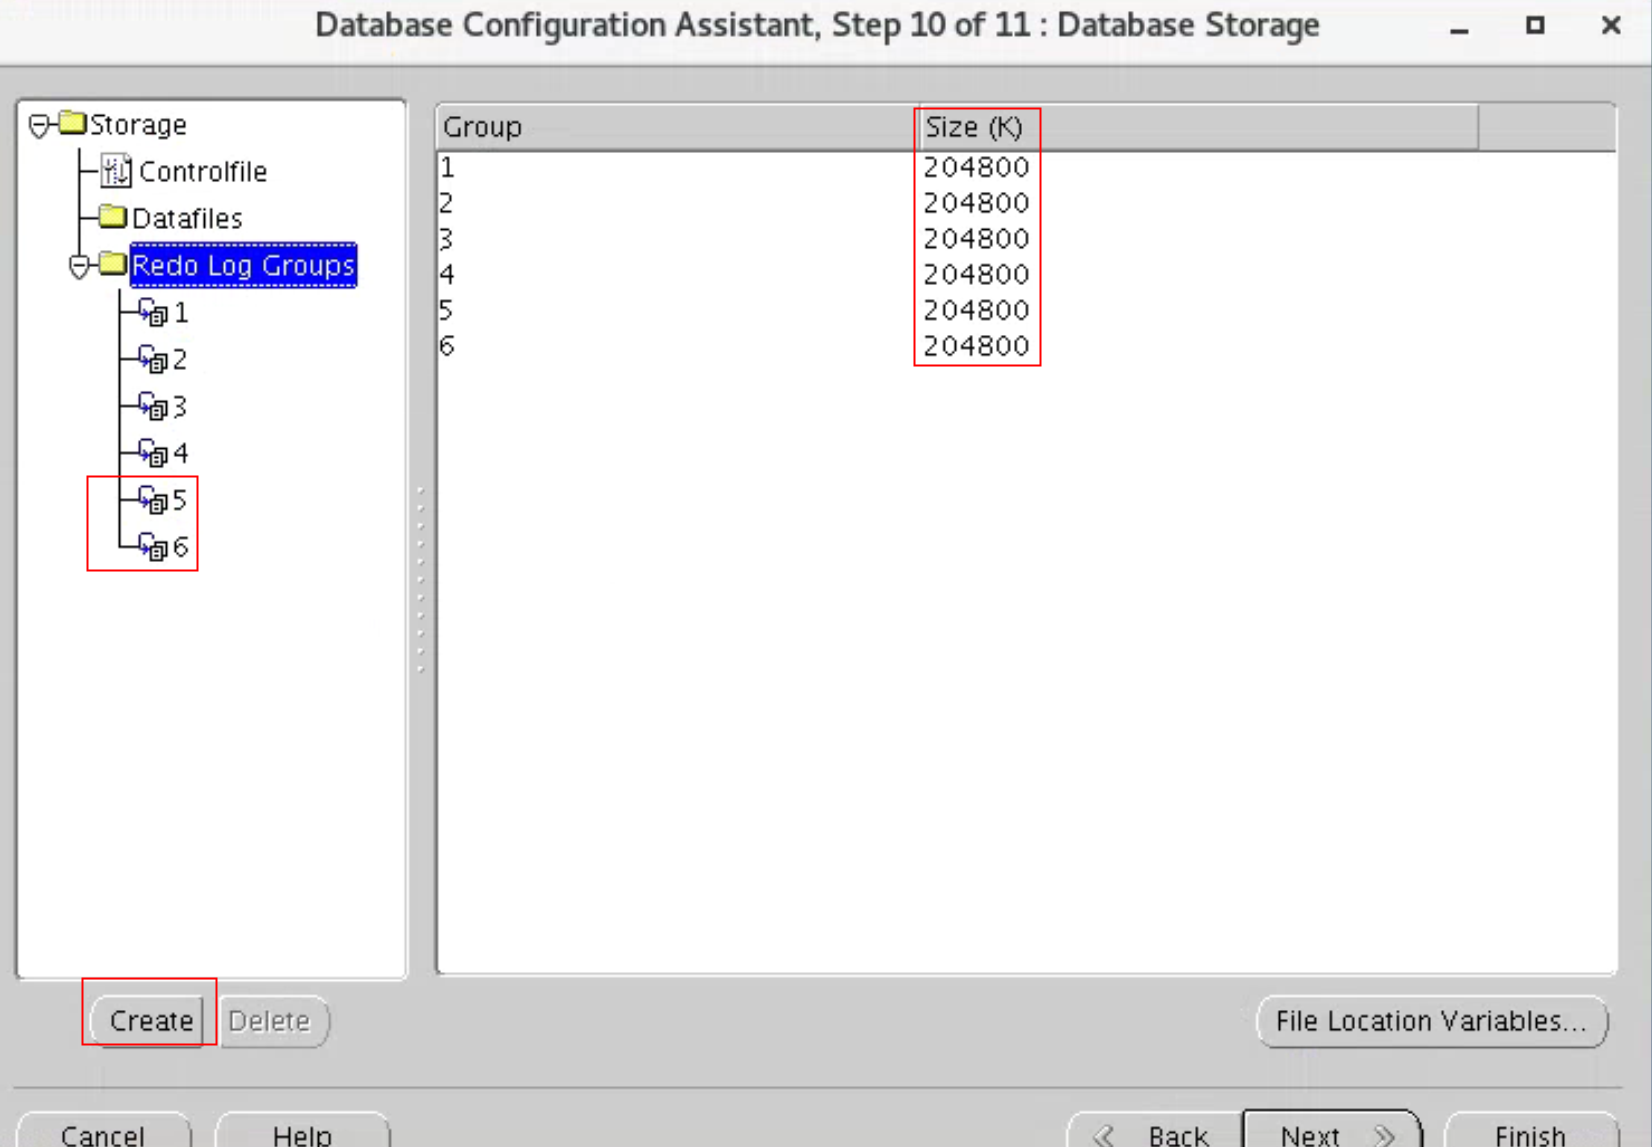 Database Configuration Assistant, Step 10 of 11 : Database Storage
Storage
Controlfile
Datafiles
Redo Log Groups
1
2
3
4
5
6
Group Size (K)
1 204800
2 204800
3 204800
4 204800
5 204800
6 204800
Create Delete File Location Variables...
Cancel Help Back Next Finish